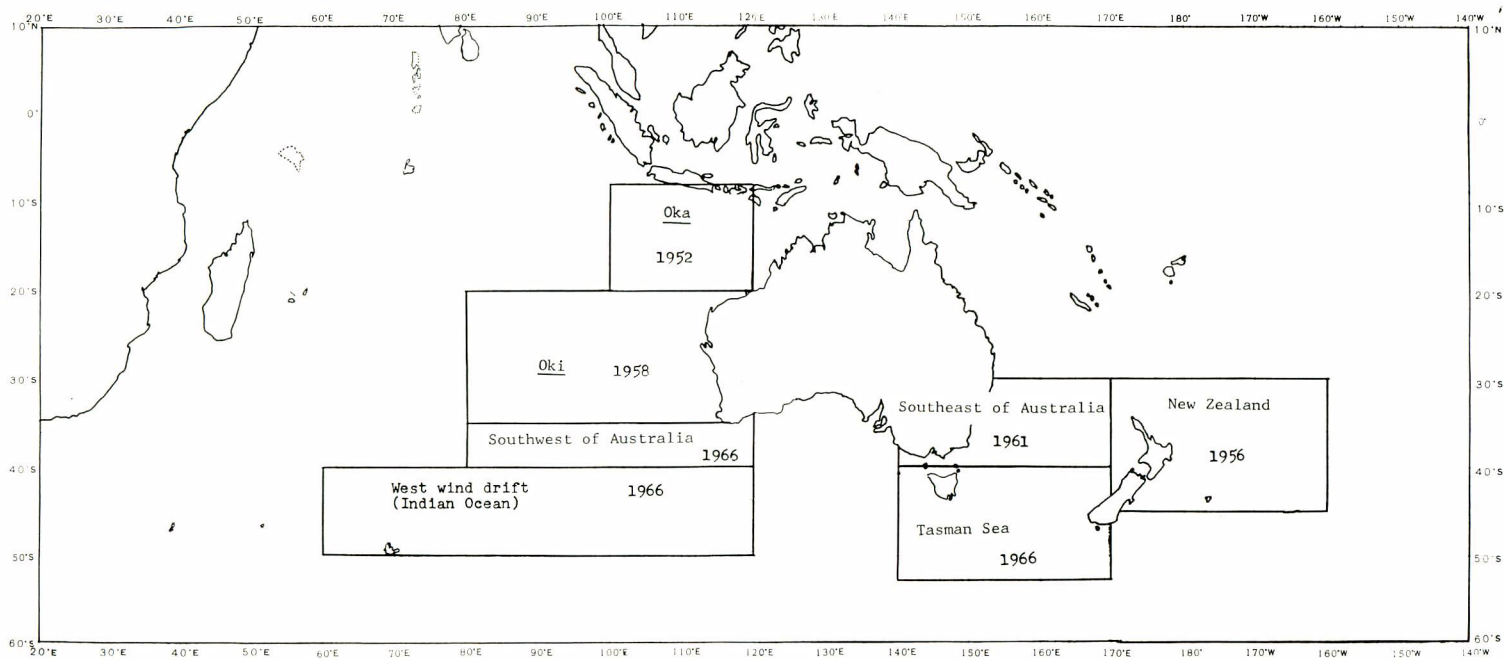 20°E 30°E 40°E 50°E 60°E 70°E 80°E 90°E 100°E 110°E 120°E 130°E 140°E 150°E 160°E 170°E 180° 170°W 160°W 150°W 140°W
10°N 10°N
0° 0°
Oka
10°S 10°S
1952
20°S 20°S
Oki 1958
30°S 30°S
Southeast of Australia New Zealand
Southwest of Australia 1961
1966 1956
40°S 40°S
West wind drift 1966
(Indian Ocean)
Tasman Sea
50°S 1966 50°S
60°S 60°S
20°E 30°E 40°E 50°E 60°E 70°E 80°E 90°E 100°E 110°E 120°E 130°E 140°E 150°E 160°E 170°E 180° 170°W 160°W 150°W 140°W